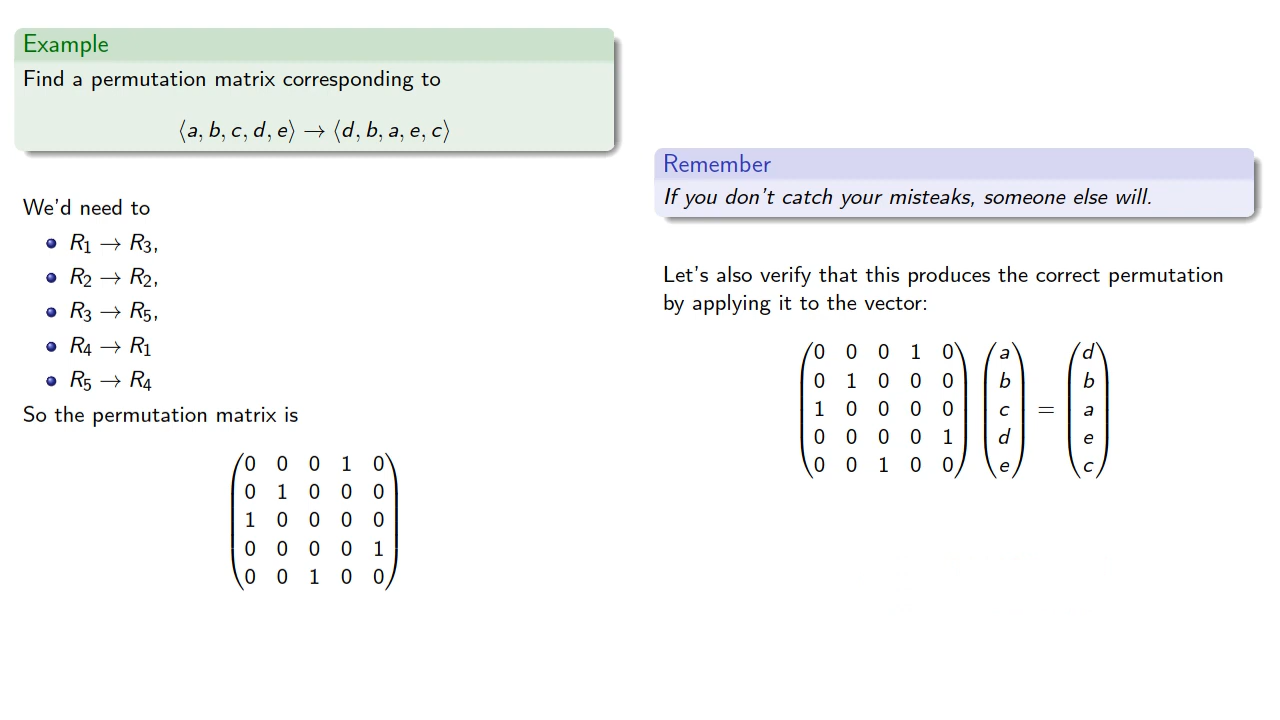 Example
Find a permutation matrix corresponding to
⟨a, b, c, d, e⟩ → ⟨d, b, a, e, c⟩
We'd need to
R₁ → R₃,
R₂ → R₂,
R₃ → R₅,
R₄ → R₁
R₅ → R₄
So the permutation matrix is
0 0 0 1 0
0 1 0 0 0
1 0 0 0 0
0 0 0 0 1
0 0 1 0 0
Remember
If you don't catch your misteaks, someone else will.
Let's also verify that this produces the correct permutation
by applying it to the vector:
0 0 0 1 0 a d
0 1 0 0 0 b b
1 0 0 0 0 c = a
0 0 0 0 1 d e
0 0 1 0 0 e c